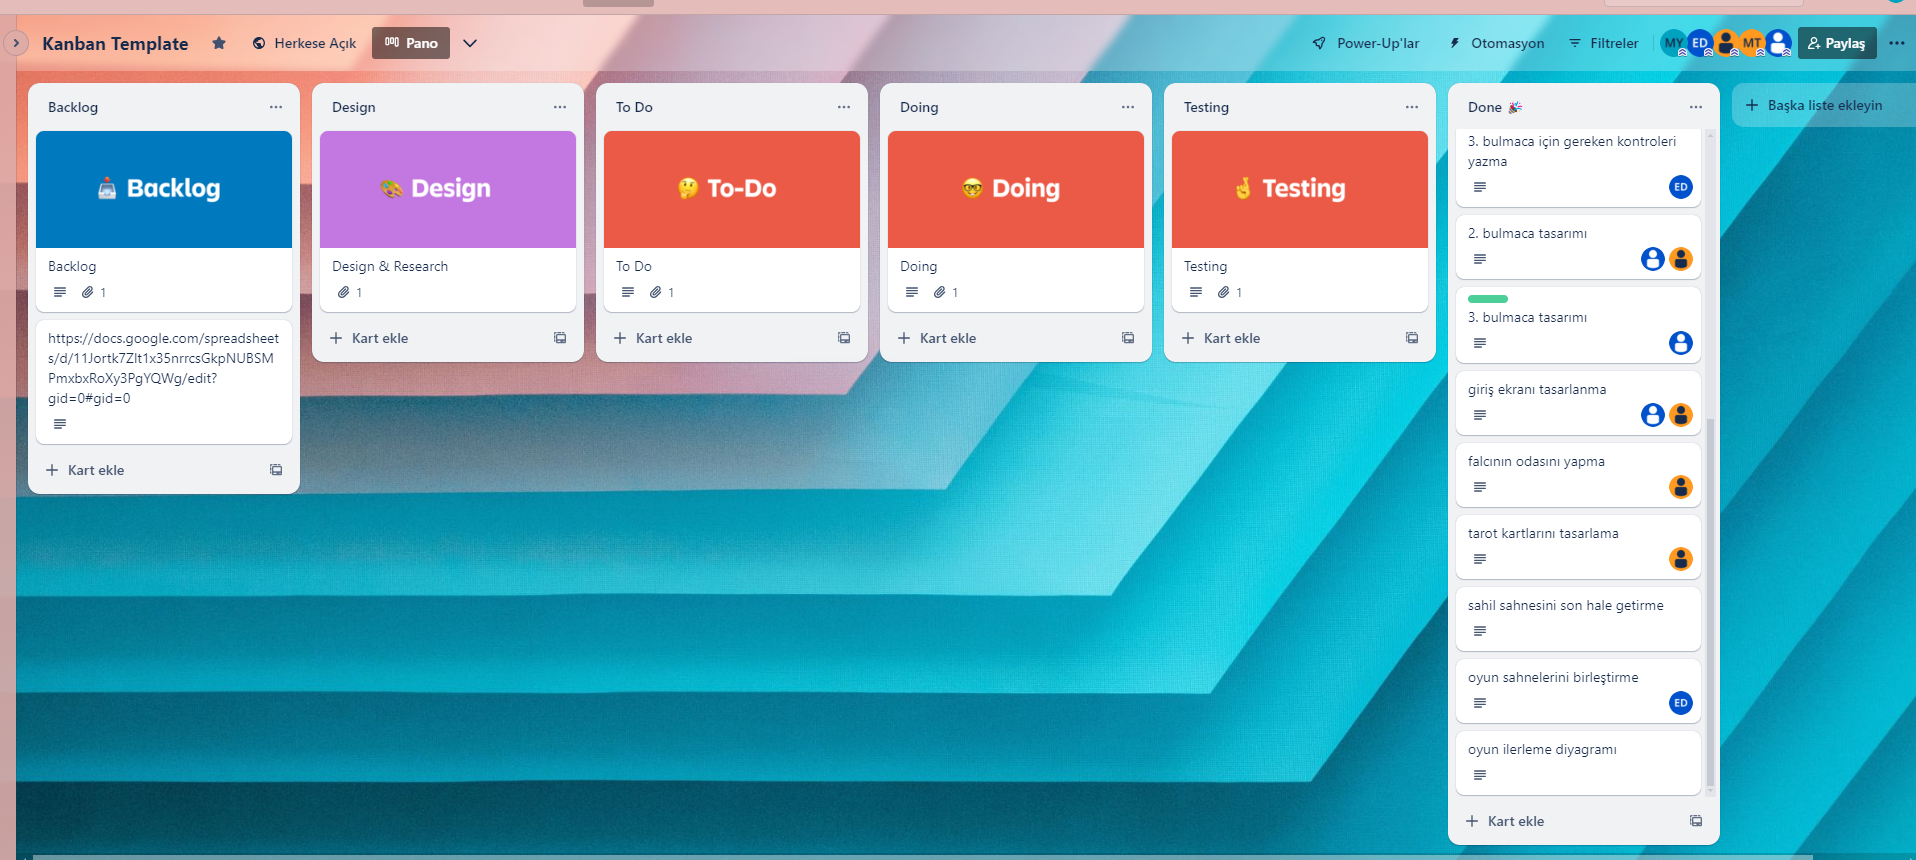 Kanban Template
Herkese Açık
Pano
Power-Up'lar
Otomasyon
Filtreler
MY
ED
MT
Paylaş
Backlog
Backlog
Backlog
1
https://docs.google.com/spreadsheet
s/d/11Jortk7Zlt1x35nrrcsGkpNUBSM
PmxbxRoXy3PgYQWg/edit?
gid=0#gid=0
Kart ekle
Design
Design
Design & Research
1
Kart ekle
To Do
To-Do
To Do
1
Kart ekle
Doing
Doing
Doing
1
Kart ekle
Testing
Testing
Testing
1
Kart ekle
Done 🎉
3. bulmaca için gereken kontroleri
yazma
ED
2. bulmaca tasarımı
3. bulmaca tasarımı
giriş ekranı tasarlanma
falcının odasını yapma
tarot kartlarını tasarlama
sahil sahnesini son hale getirme
oyun sahnelerini birleştirme
ED
oyun ilerleme diyagramı
Kart ekle
Başka liste ekleyin